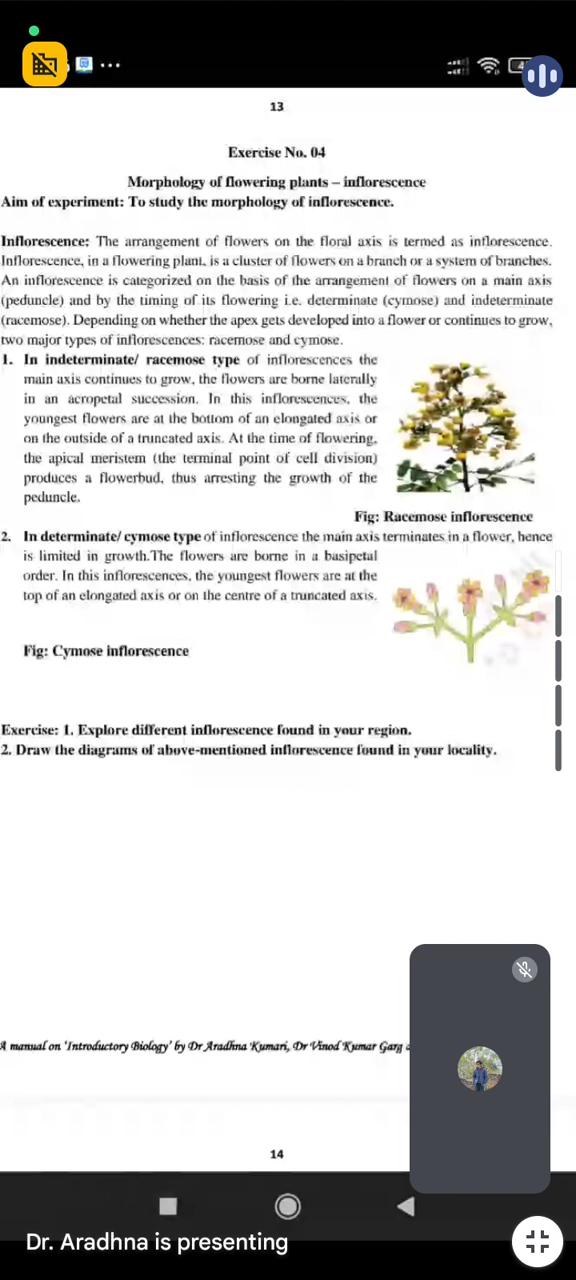 13
Exercise No. 04
Morphology of flowering plants – inflorescence
Aim of experiment: To study the morphology of inflorescence.
Inflorescence: The arrangement of flowers on the floral axis is termed as inflorescence.
Inflorescence, in a flowering plant, is a cluster of flowers on a branch or a system of branches.
An inflorescence is categorized on the basis of the arrangement of flowers on a main axis
(peduncle) and by the timing of its flowering i.e. determinate (cymose) and indeterminate
(racemose). Depending on whether the apex gets developed into a flower or continues to grow,
two major types of inflorescences: racemose and cymose.
1. In indeterminate/ racemose type of inflorescences the
main axis continues to grow, the flowers are borne laterally
in an acropetal succession. In this inflorescences, the
youngest flowers are at the bottom of an elongated axis or
on the outside of a truncated axis. At the time of flowering,
the apical meristem (the terminal point of cell division)
produces a flowerbud, thus arresting the growth of the
peduncle.
Fig: Racemose inflorescence
2. In determinate/ cymose type of inflorescence the main axis terminates in a flower, hence
is limited in growth.The flowers are borne in a basipetal
order. In this inflorescences, the youngest flowers are at the
top of an elongated axis or on the centre of a truncated axis.
Fig: Cymose inflorescence
Exercise: 1. Explore different inflorescence found in your region.
2. Draw the diagrams of above-mentioned inflorescence found in your locality.
A manual on 'Introductory Biology' by Dr Aradhna Kumari, Dr Vinod Kumar Garg
14
Dr. Aradhna is presenting